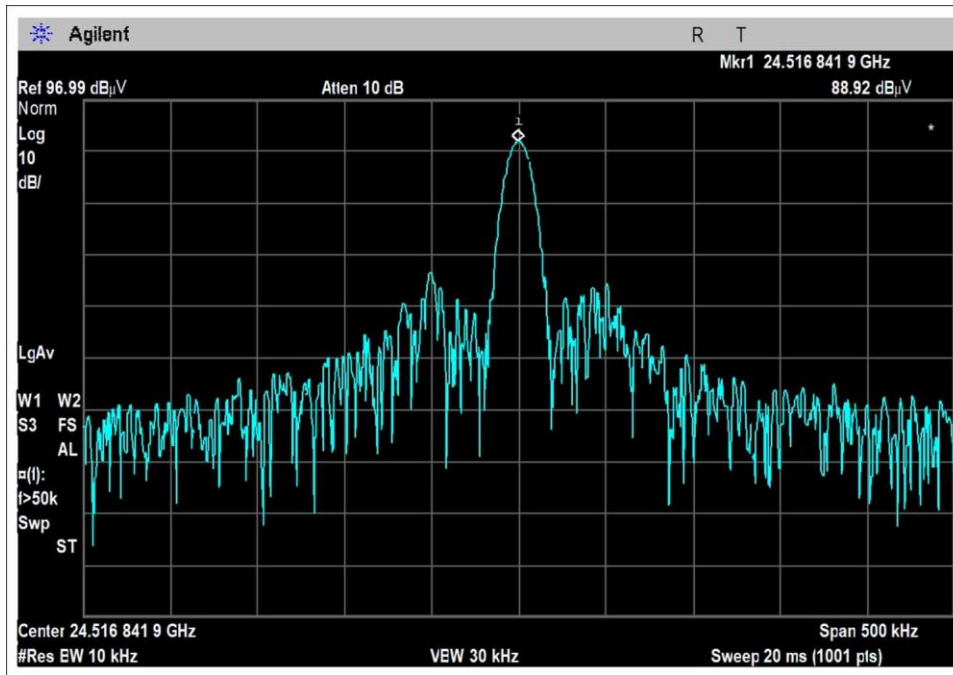 Agilent R T
Mkr1 24.516 841 9 GHz
Ref 96.99 dBµV Atten 10 dB 88.92 dBµV
Norm
Log
10
dB/
1
*
LgAv
W1 W2
S3 FS
AL
¤(f):
f>50k
Swp
ST
Center 24.516 841 9 GHz Span 500 kHz
#Res BW 10 kHz VBW 30 kHz Sweep 20 ms (1001 pts)